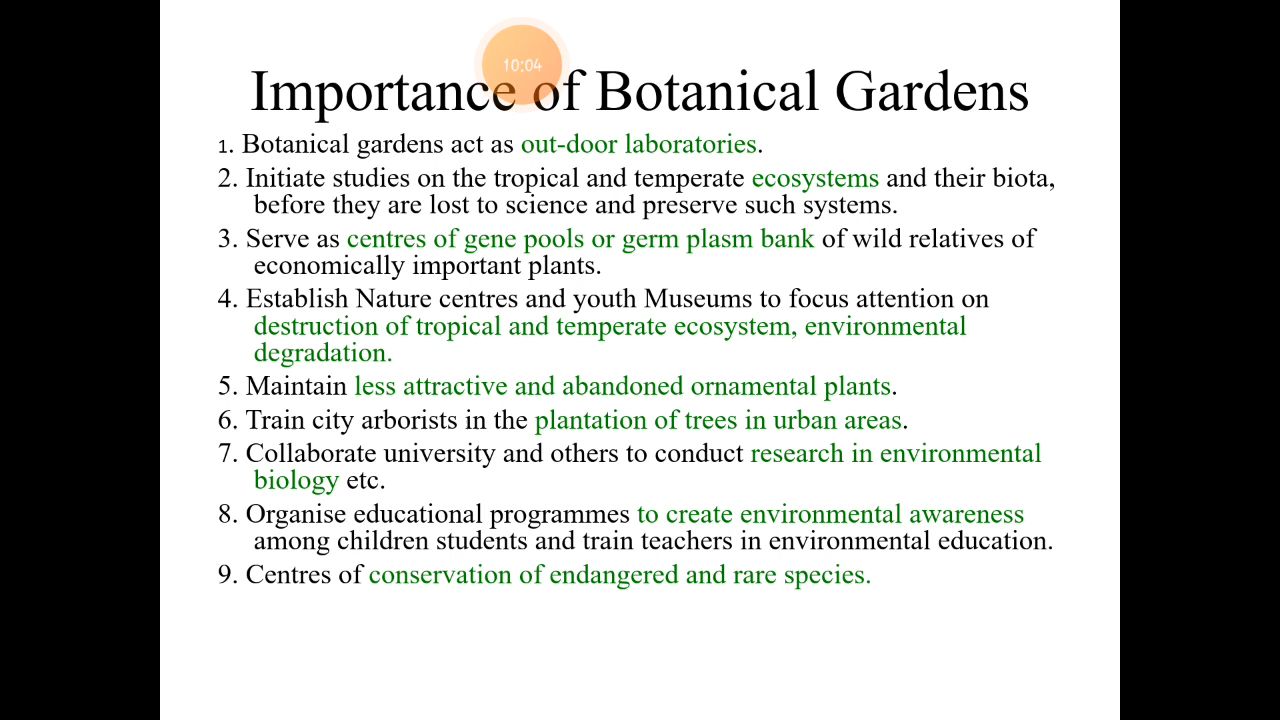 10:04
Importance of Botanical Gardens
1. Botanical gardens act as out-door laboratories.
2. Initiate studies on the tropical and temperate ecosystems and their biota,
before they are lost to science and preserve such systems.
3. Serve as centres of gene pools or germ plasm bank of wild relatives of
economically important plants.
4. Establish Nature centres and youth Museums to focus attention on
destruction of tropical and temperate ecosystem, environmental
degradation.
5. Maintain less attractive and abandoned ornamental plants.
6. Train city arborists in the plantation of trees in urban areas.
7. Collaborate university and others to conduct research in environmental
biology etc.
8. Organise educational programmes to create environmental awareness
among children students and train teachers in environmental education.
9. Centres of conservation of endangered and rare species.